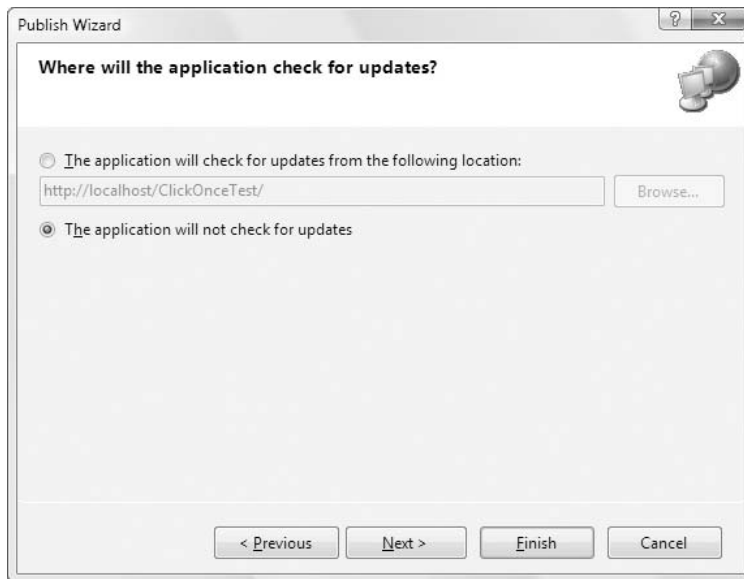 Publish Wizard
Where will the application check for updates?
The application will check for updates from the following location:
http://localhost/ClickOnceTest/
Browse...
The application will not check for updates
< Previous
Next >
Finish
Cancel